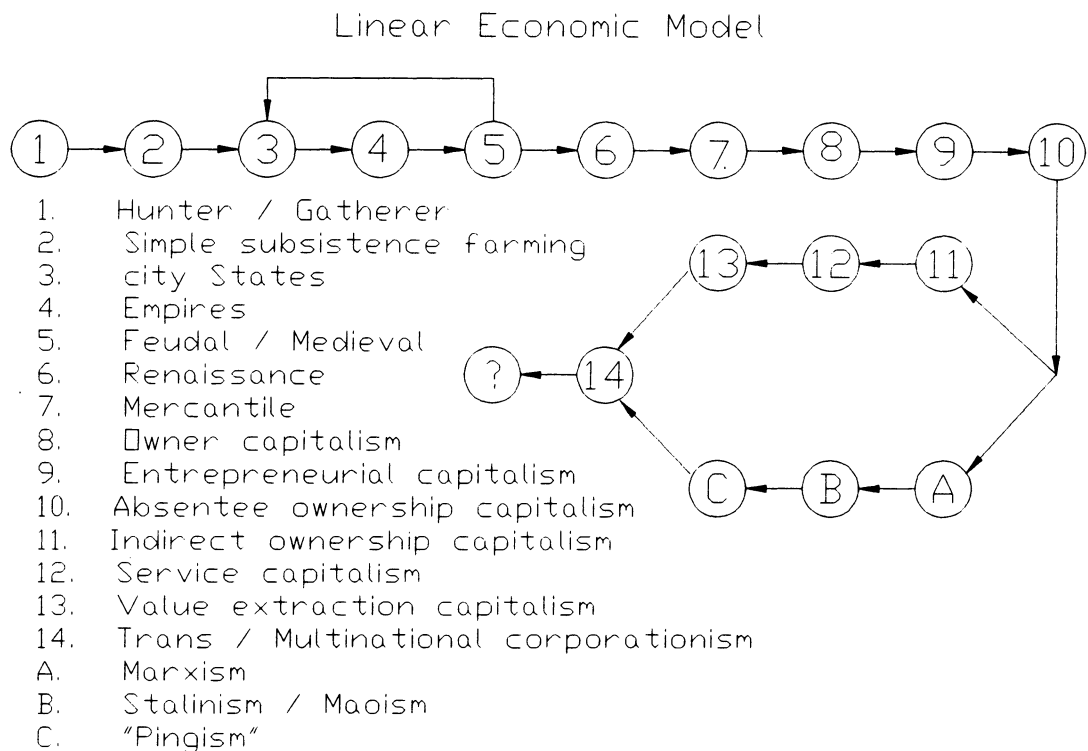 Linear Economic Model
1 2 3 4 5 6 7 8 9 10
13 12 11
? 14
C B A
1. Hunter / Gatherer
2. Simple subsistence farming
3. city States
4. Empires
5. Feudal / Medieval
6. Renaissance
7. Mercantile
8. Owner capitalism
9. Entrepreneurial capitalism
10. Absentee ownership capitalism
11. Indirect ownership capitalism
12. Service capitalism
13. Value extraction capitalism
14. Trans / Multinational corporationism
A. Marxism
B. Stalinism / Maoism
C. "Pingism"